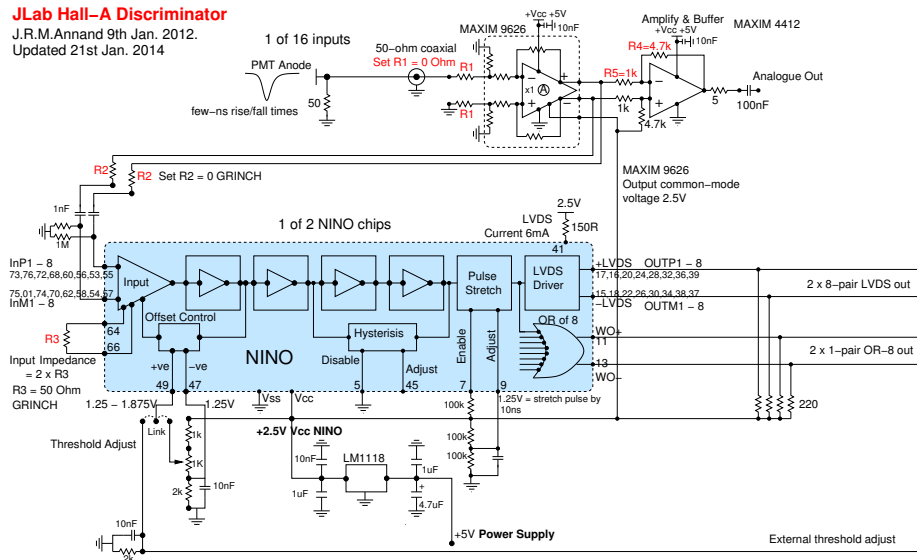 JLab Hall-A Discriminator
J.R.M.Annand 9th Jan. 2012.
Updated 21st Jan. 2014
1 of 16 inputs
PMT Anode
few-ns rise/fall times
50
50-ohm coaxial
Set R1 = 0 Ohm
R1
R1
MAXIM 9626
+Vcc +5V
10nF
x1
A
+
-
-
+
+
-
Amplify & Buffer
+Vcc +5V
10nF
MAXIM 4412
R4=4.7k
R5=1k
1k
4.7k
-
+
5
100nF
Analogue Out
R2
R2
Set R2 = 0 GRINCH
MAXIM 9626
Output common-mode
voltage 2.5V
1nF
1M
1 of 2 NINO chips
2.5V
150R
LVDS
Current 6mA
41
InP1 - 8
73,76,72,68,60,56,53,55
75,01,74,70,62,58,54,57
InM1 - 8
Input
Pulse
Stretch
LVDS
Driver
+LVDS
OUTP1 - 8
17,16,20,24,28,32,36,39
15,18,22,26,30,34,38,37
-LVDS
OUTM1 - 8
2 x 8-pair LVDS out
R3
64
66
Offset Control
+ve
-ve
Hysterisis
Disable
Adjust
Enable
Adjust
OR of 8
WO+
11
13
WO-
2 x 1-pair OR-8 out
NINO
Input Impedance
= 2 x R3
R3 = 50 Ohm
GRINCH
49
47
Vss
Vcc
5
45
7
9
1.25 - 1.875V
1.25V
1.25V = stretch pulse by
10ns
100k
100k
100k
220
Threshold Adjust
Link
1k
1K
2k
10nF
+2.5V Vcc NINO
10nF
1uF
LM1118
1uF
+
4.7uF
+5V Power Supply
10nF
2k
External threshold adjust